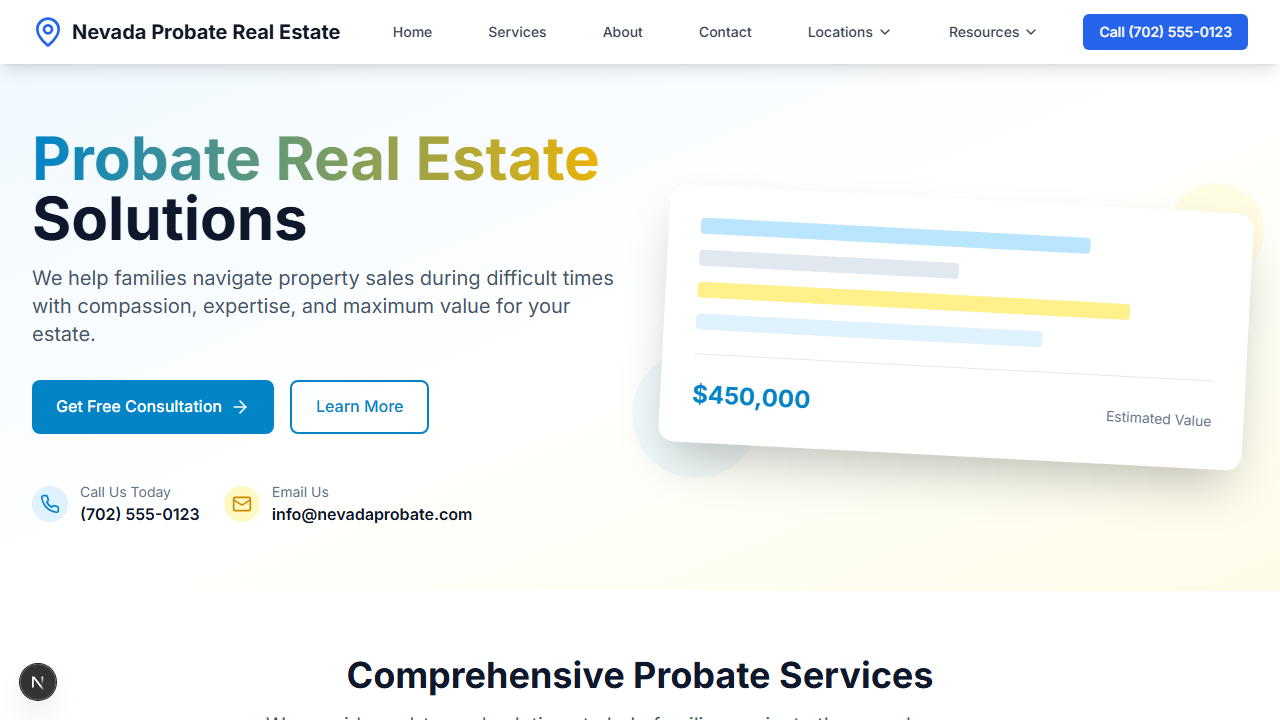 Nevada Probate Real Estate
Home
Services
About
Contact
Locations
Resources
Call (702) 555-0123
Probate Real Estate
Solutions
We help families navigate property sales during difficult times
with compassion, expertise, and maximum value for your
estate.
Get Free Consultation
Learn More
Call Us Today
(702) 555-0123
Email Us
info@nevadaprobate.com
$450,000
Estimated Value
Comprehensive Probate Services
N